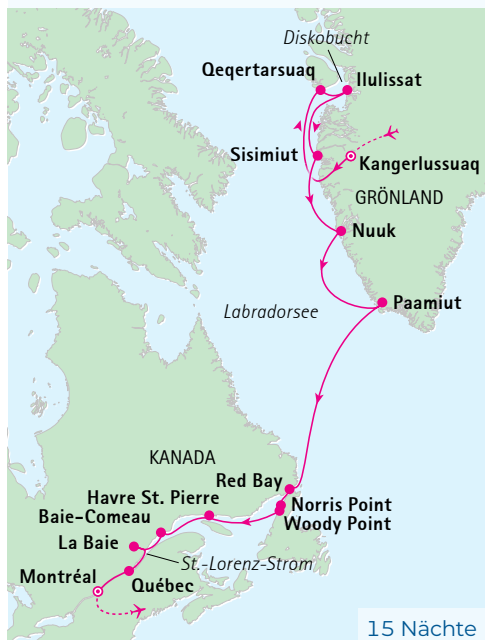 Diskobucht
Qeqertarsuaq
Ilulissat
Sisimiut
Kangerlussuaq
GRÖNLAND
Nuuk
Labradorsee
Paamiut
KANADA
Red Bay
Havre St. Pierre
Norris Point
Baie-Comeau
Woody Point
La Baie
St.-Lorenz-Strom
Montréal
Québec
15 Nächte